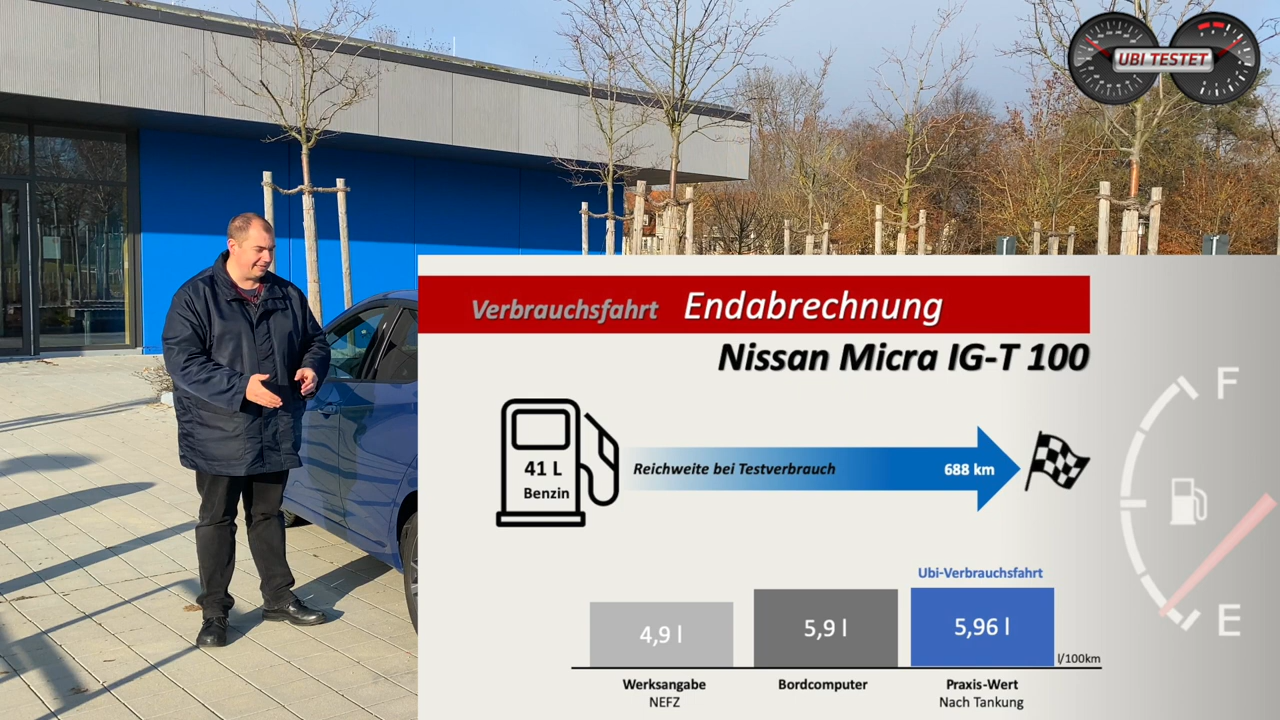 UBI TESTET
Verbrauchsfahrt Endabrechnung
Nissan Micra IG-T 100
F
41 L
Benzin
Reichweite bei Testverbrauch
688 km
E
Ubi-Verbrauchsfahrt
4,9 l
5,9 l
5,96 l
l/100km
Werksangabe
NEFZ
Bordcomputer
Praxis-Wert
Nach Tankung